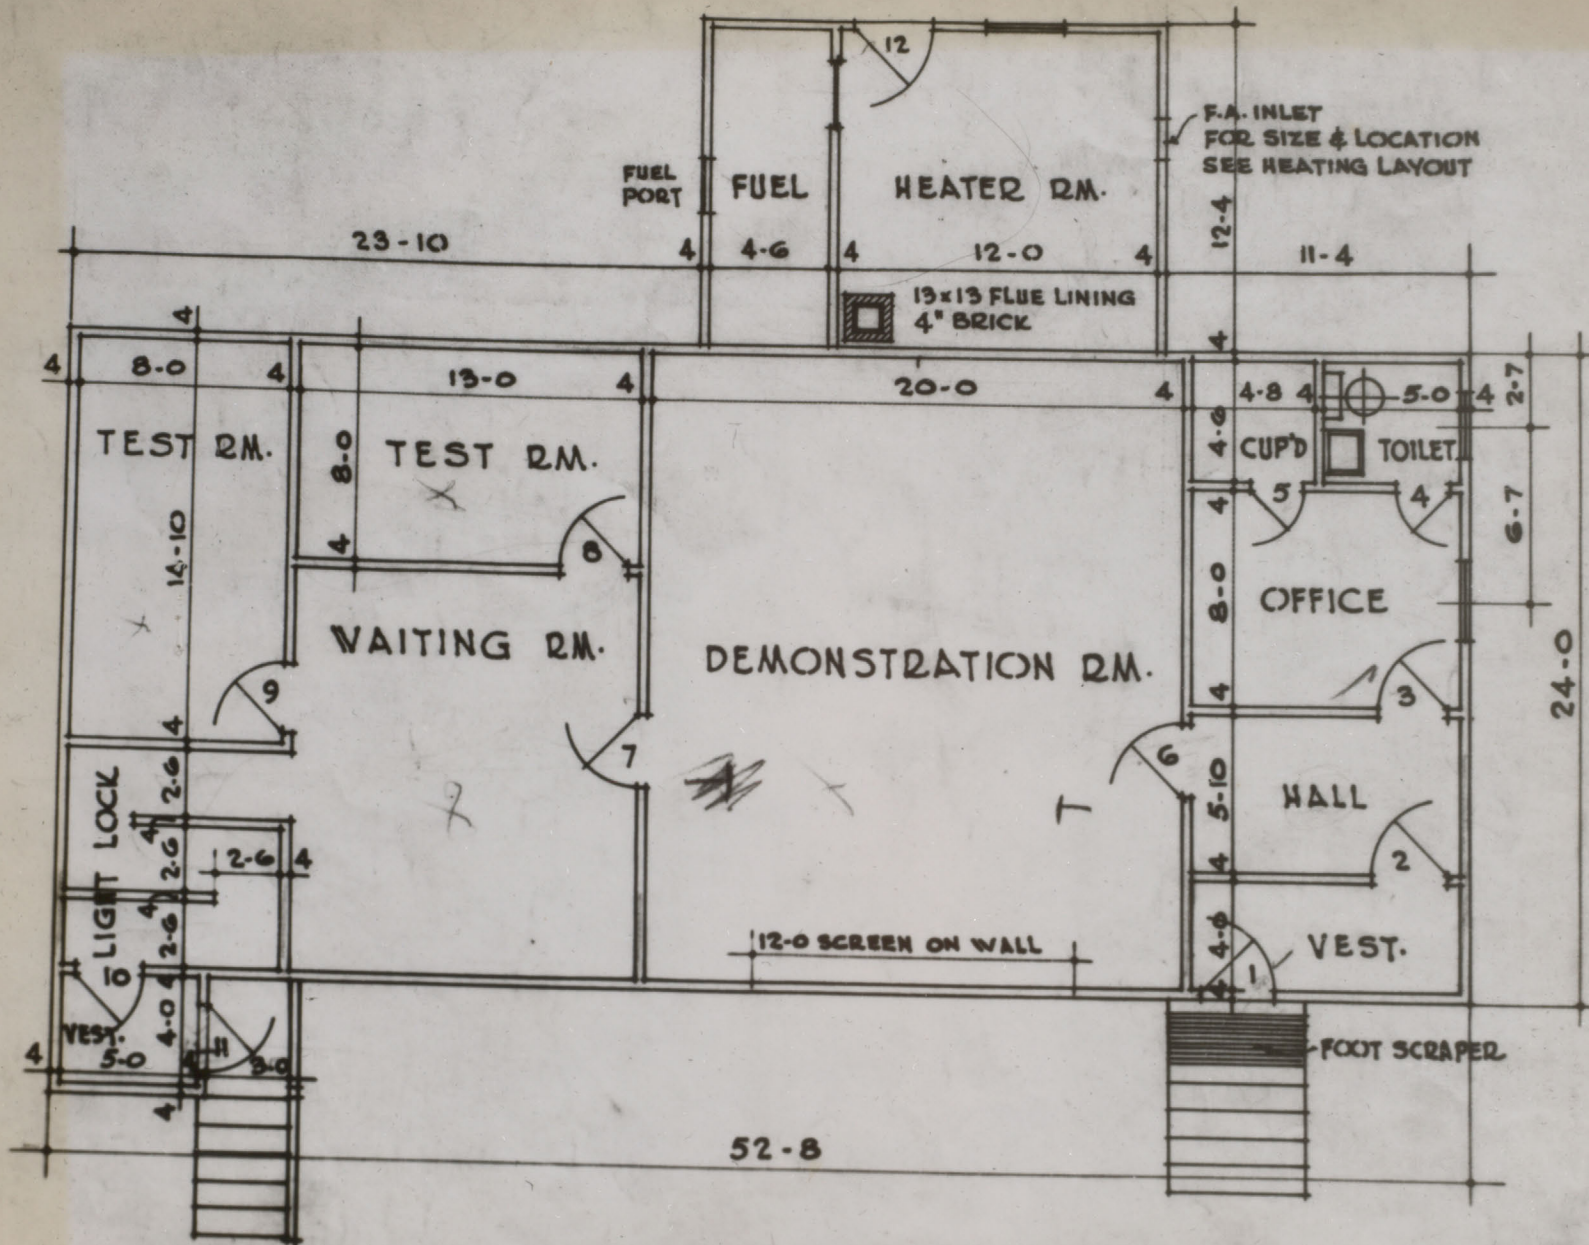 12
F.A. INLET
FOR SIZE & LOCATION
SEE HEATING LAYOUT
FUEL
PORT
FUEL
HEATER RM.
12-4
23-10
4
4-6
4
12-0
4
11-4
13x13 FLUE LINING
4" BRICK
4
4
4
8-0
4
13-0
4
20-0
4
4-8
4
5-0
4
2-7
TEST RM.
8-0
TEST RM.
4-6
CUP'D
TOILET
5
4
4
6-7
14-10
4
8
8-0
OFFICE
WAITING RM.
DEMONSTRATION RM.
24-0
9
4
3
4
7
6
LIGHT LOCK
2-6
5-10
HALL
4
2-6
2-6
4
4
2
4
2-6
12-0 SCREEN ON WALL
4-0
VEST.
10
4
4
1
VEST.
4-0
11
4
5-0
4
3-0
FOOT SCRAPER
4
52-8